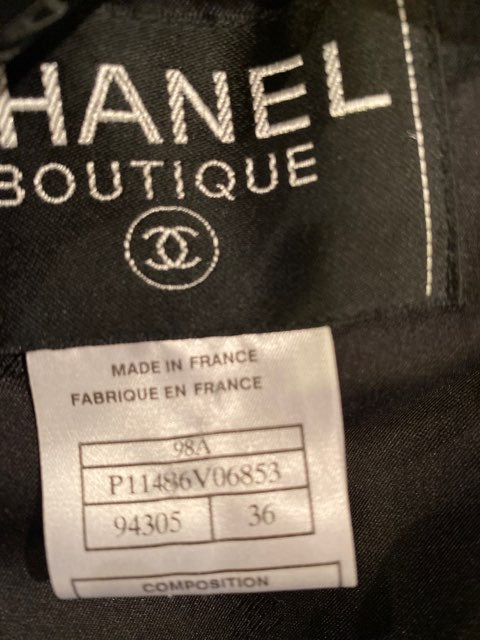 HANEL
BOUTIQUE
MADE IN FRANCE
FABRIQUE EN FRANCE
98A
P11486V06853
94305 36
COMPOSITION